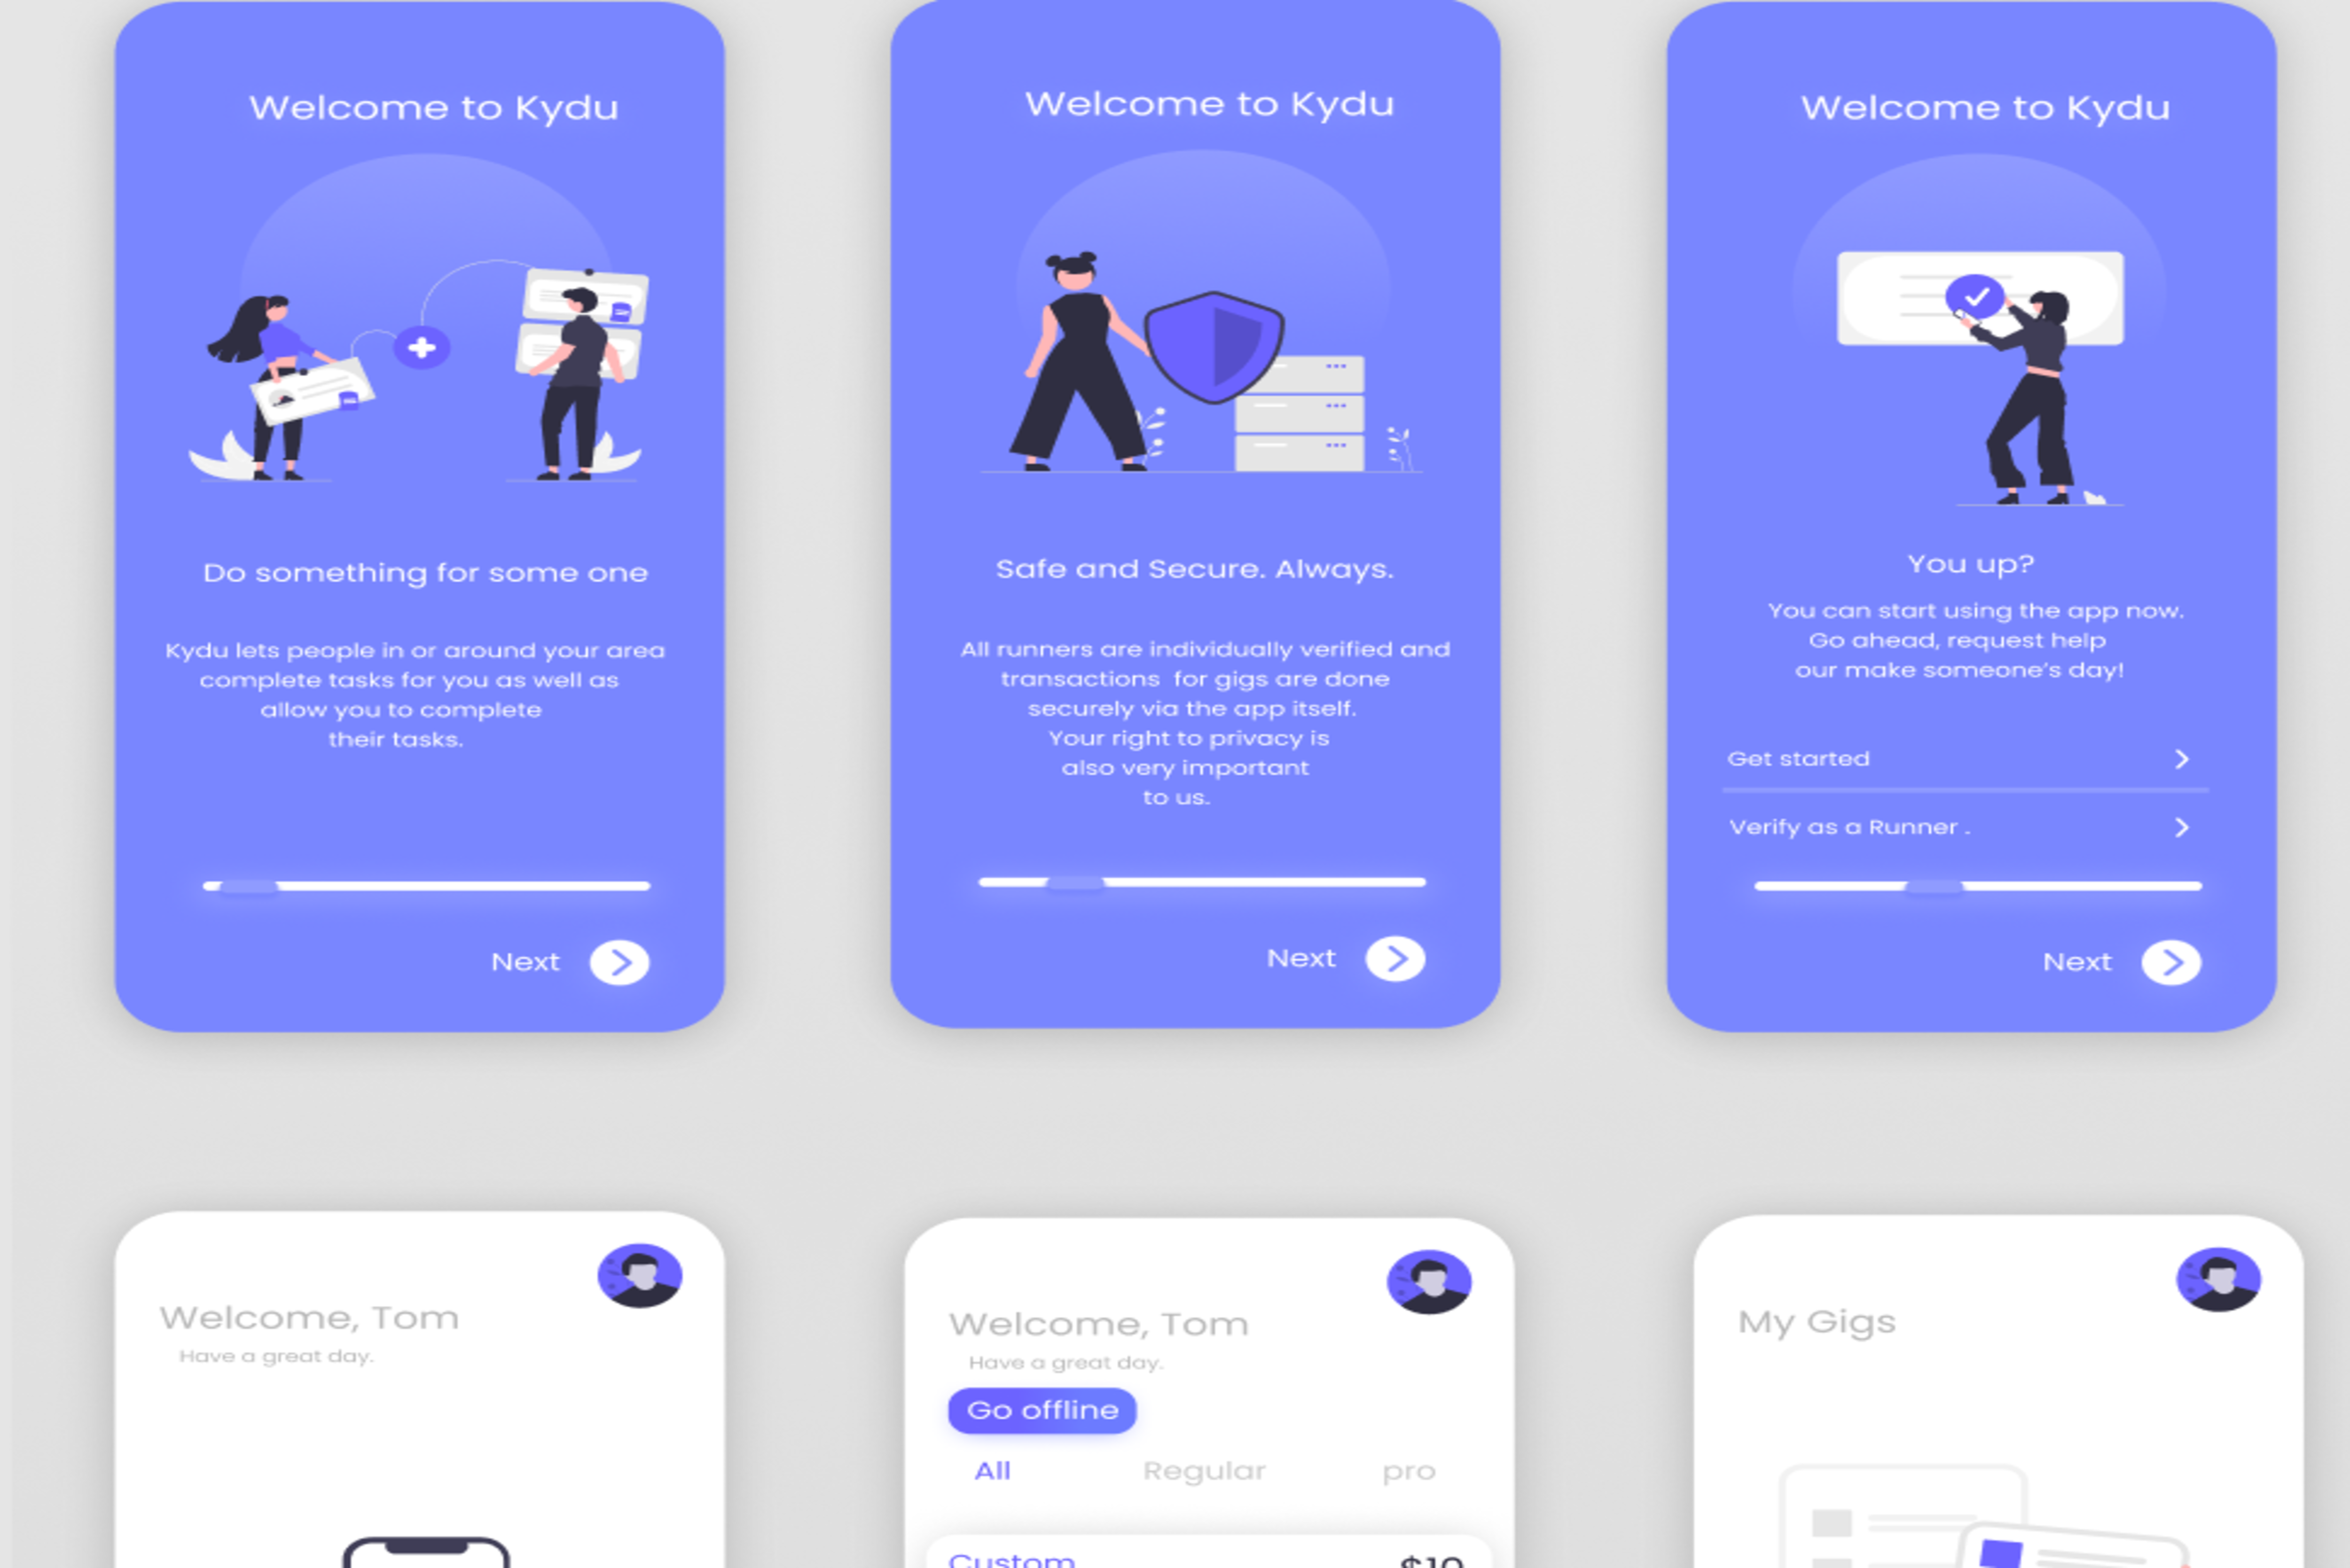 Welcome to Kydu
Do something for some one
Kydu lets people in or around your area
complete tasks for you as well as
allow you to complete
their tasks.
Next
Welcome to Kydu
Safe and Secure. Always.
All runners are individually verified and
transactions  for gigs are done
securely via the app itself.
Your right to privacy is
also very important
to us.
Next
Welcome to Kydu
You up?
You can start using the app now.
Go ahead, request help
our make someone's day!
Get started
Verify as a Runner .
Next
Welcome, Tom
Have a great day.
Welcome, Tom
Have a great day.
Go offline
All Regular pro
Custom $10
My Gigs